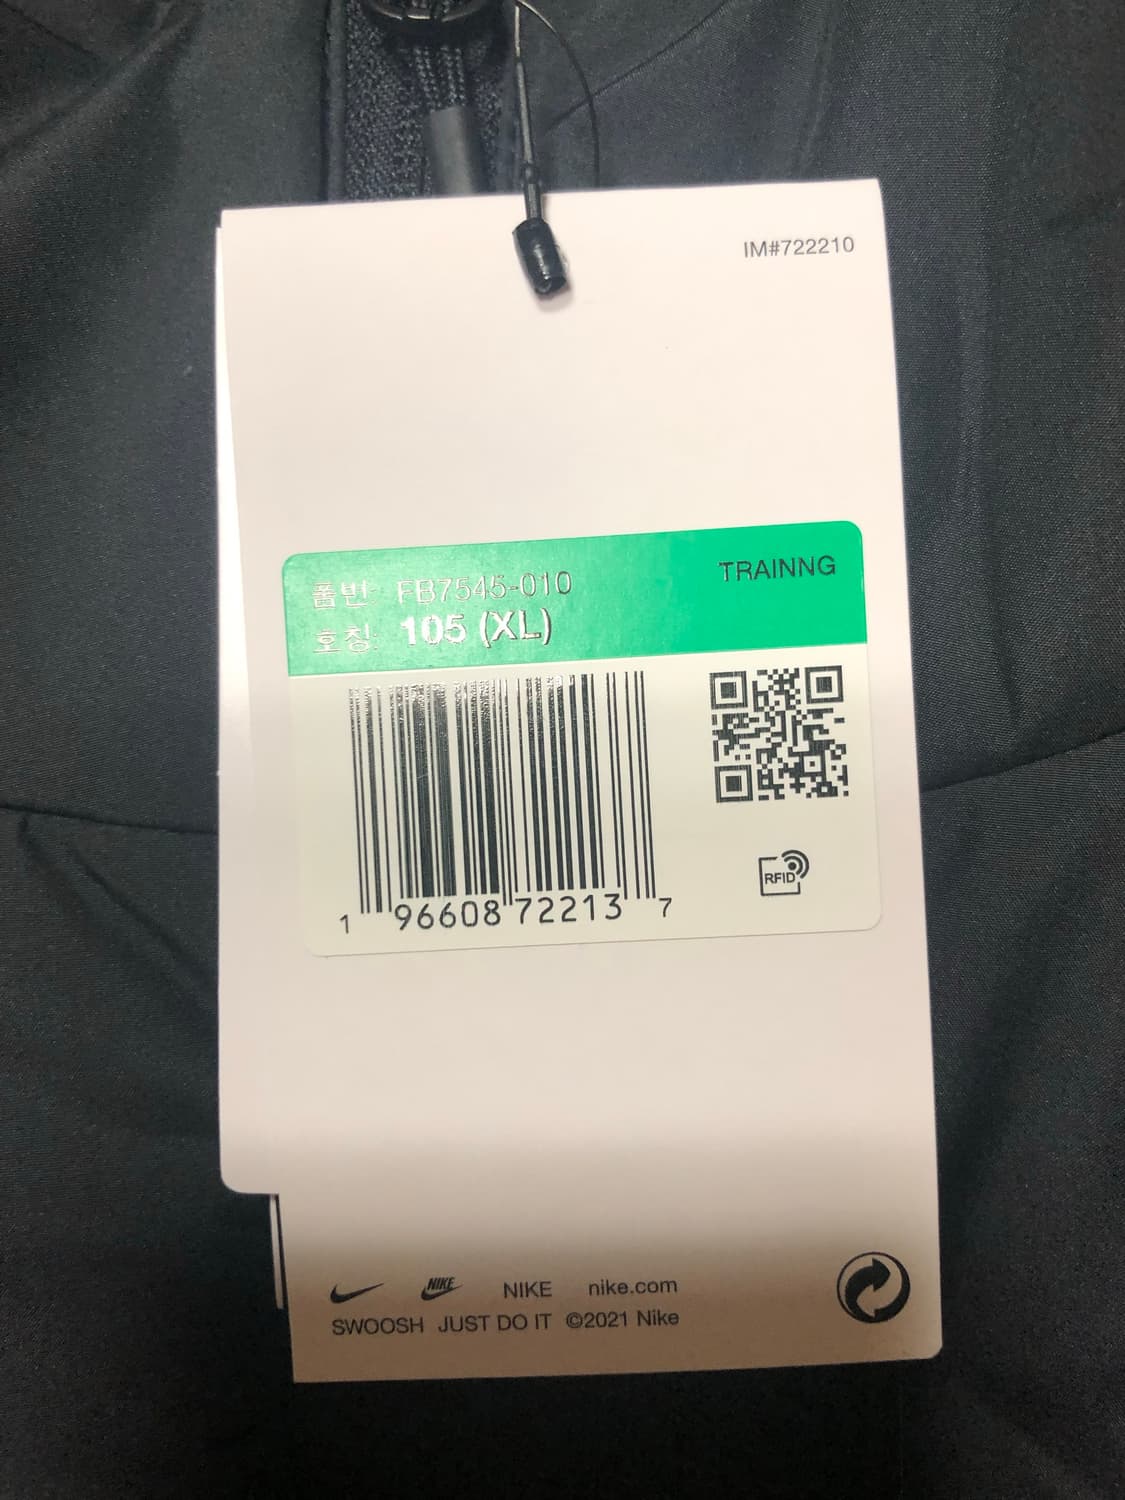 IM#722210
TRAINNG
품번: FB7545-010
호칭: 105 (XL)
RFID
1 96608 72213 7
NIKE NIKE nike.com
SWOOSH JUST DO IT ©2021 Nike